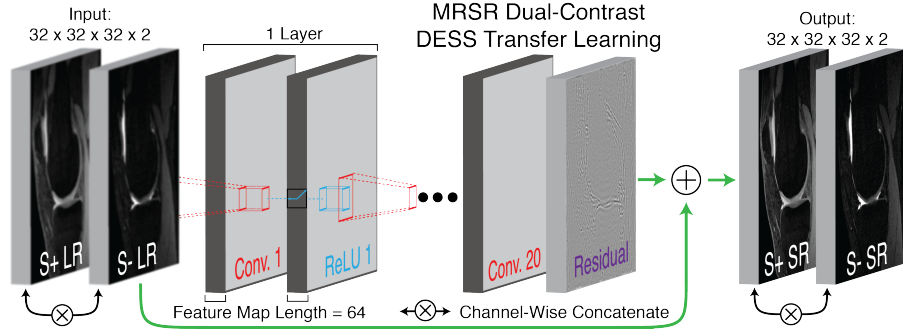 Input:
32 x 32 x 32 x 2
1 Layer
MRSR Dual-Contrast
DESS Transfer Learning
Output:
32 x 32 x 32 x 2
S+ LR
S- LR
Conv. 1
ReLU 1
Conv. 20
Residual
S+ SR
S- SR
Feature Map Length = 64
Channel-Wise Concatenate